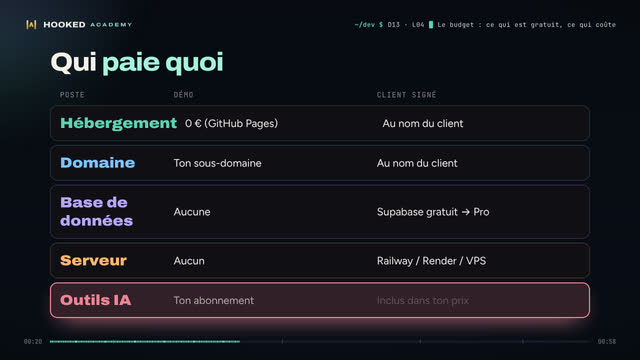 HOOKED ACADEMY
~/dev $ D13 · L04 Le budget : ce qui est gratuit, ce qui coûte
Qui paie quoi
POSTE DÉMO CLIENT SIGNÉ
Hébergement 0 € (GitHub Pages) Au nom du client
Domaine Ton sous-domaine Au nom du client
Base de
données Aucune Supabase gratuit → Pro
Serveur Aucun Railway / Render / VPS
Outils IA Ton abonnement Inclus dans ton prix
00:20 00:58